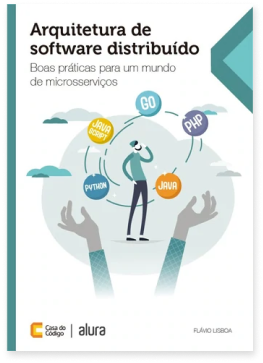 Arquitetura de
software distribuído
Boas práticas para um mundo
de microsserviços
GO
PHP
JAVA
SCRIPT
PYTHON
JAVA
Casa do
Código
alura
FLÁVIO LISBOA